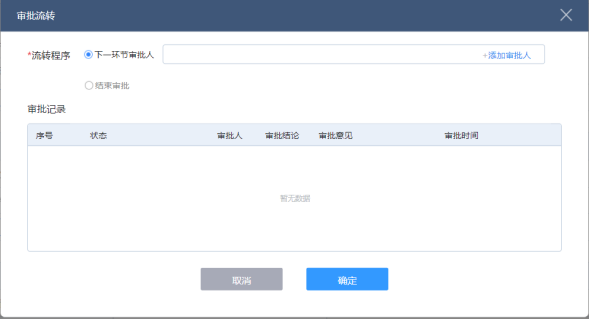 审批流转
*流转程序 下一环节审批人 +添加审批人
结束审批
审批记录
序号 状态 审批人 审批结论 审批意见 审批时间
暂无数据
取消 确定